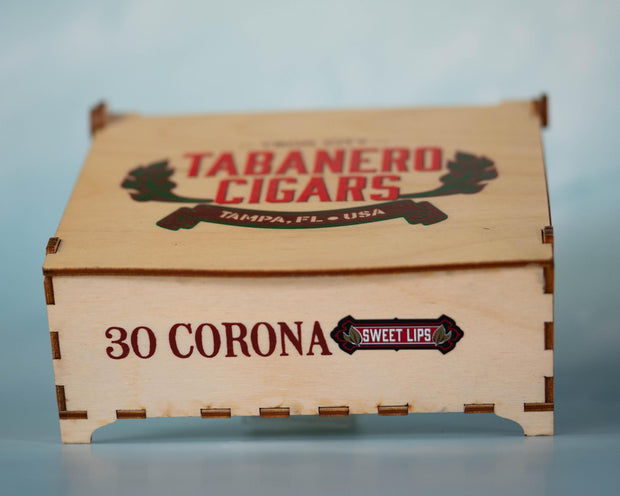 TABANERO
CIGARS
TAMPA, FL • USA
30 CORONA SWEET LIPS